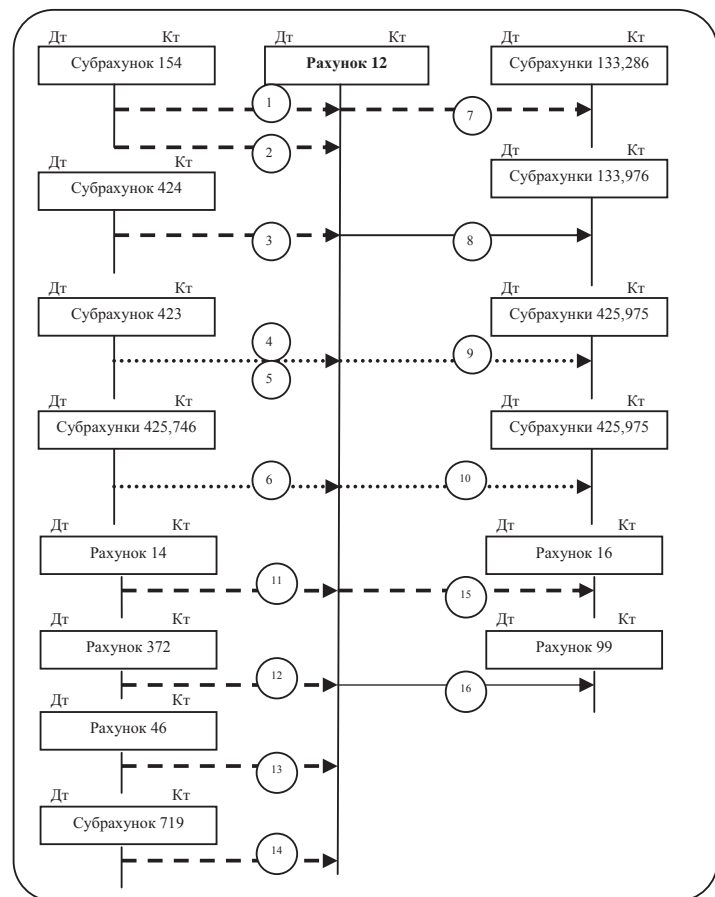 Дт Кт Дт Кт Дт Кт
Субрахунок 154 Рахунок 12 Субрахунки 133,286
1 7
2
Дт Кт Дт Кт
Субрахунок 424 Субрахунки 133,976
3 8
Дт Кт Дт Кт
Субрахунок 423 Субрахунки 425,975
4 9
5
Дт Кт Дт Кт
Субрахунки 425,746 Субрахунки 425,975
6 10
Дт Кт Дт Кт
Рахунок 14 Рахунок 16
11 15
Дт Кт Дт Кт
Рахунок 372 Рахунок 99
12 16
Дт Кт
Рахунок 46
13
Дт Кт
Субрахунок 719
14